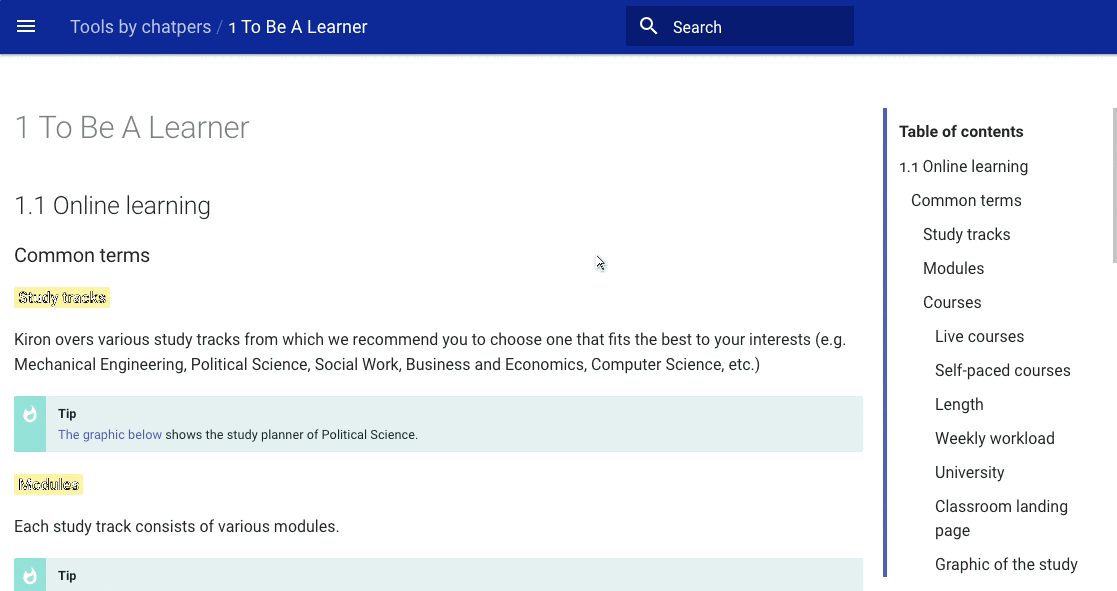 Tools by chatpers / 1 To Be A Learner
Search
1 To Be A Learner
1.1 Online learning
Common terms
Study tracks
Kiron overs various study tracks from which we recommend you to choose one that fits the best to your interests (e.g.
Mechanical Engineering, Political Science, Social Work, Business and Economics, Computer Science, etc.)
Tip
The graphic below shows the study planner of Political Science.
Modules
Each study track consists of various modules.
Tip
Table of contents
1.1 Online learning
Common terms
Study tracks
Modules
Courses
Live courses
Self-paced courses
Length
Weekly workload
University
Classroom landing
page
Graphic of the study